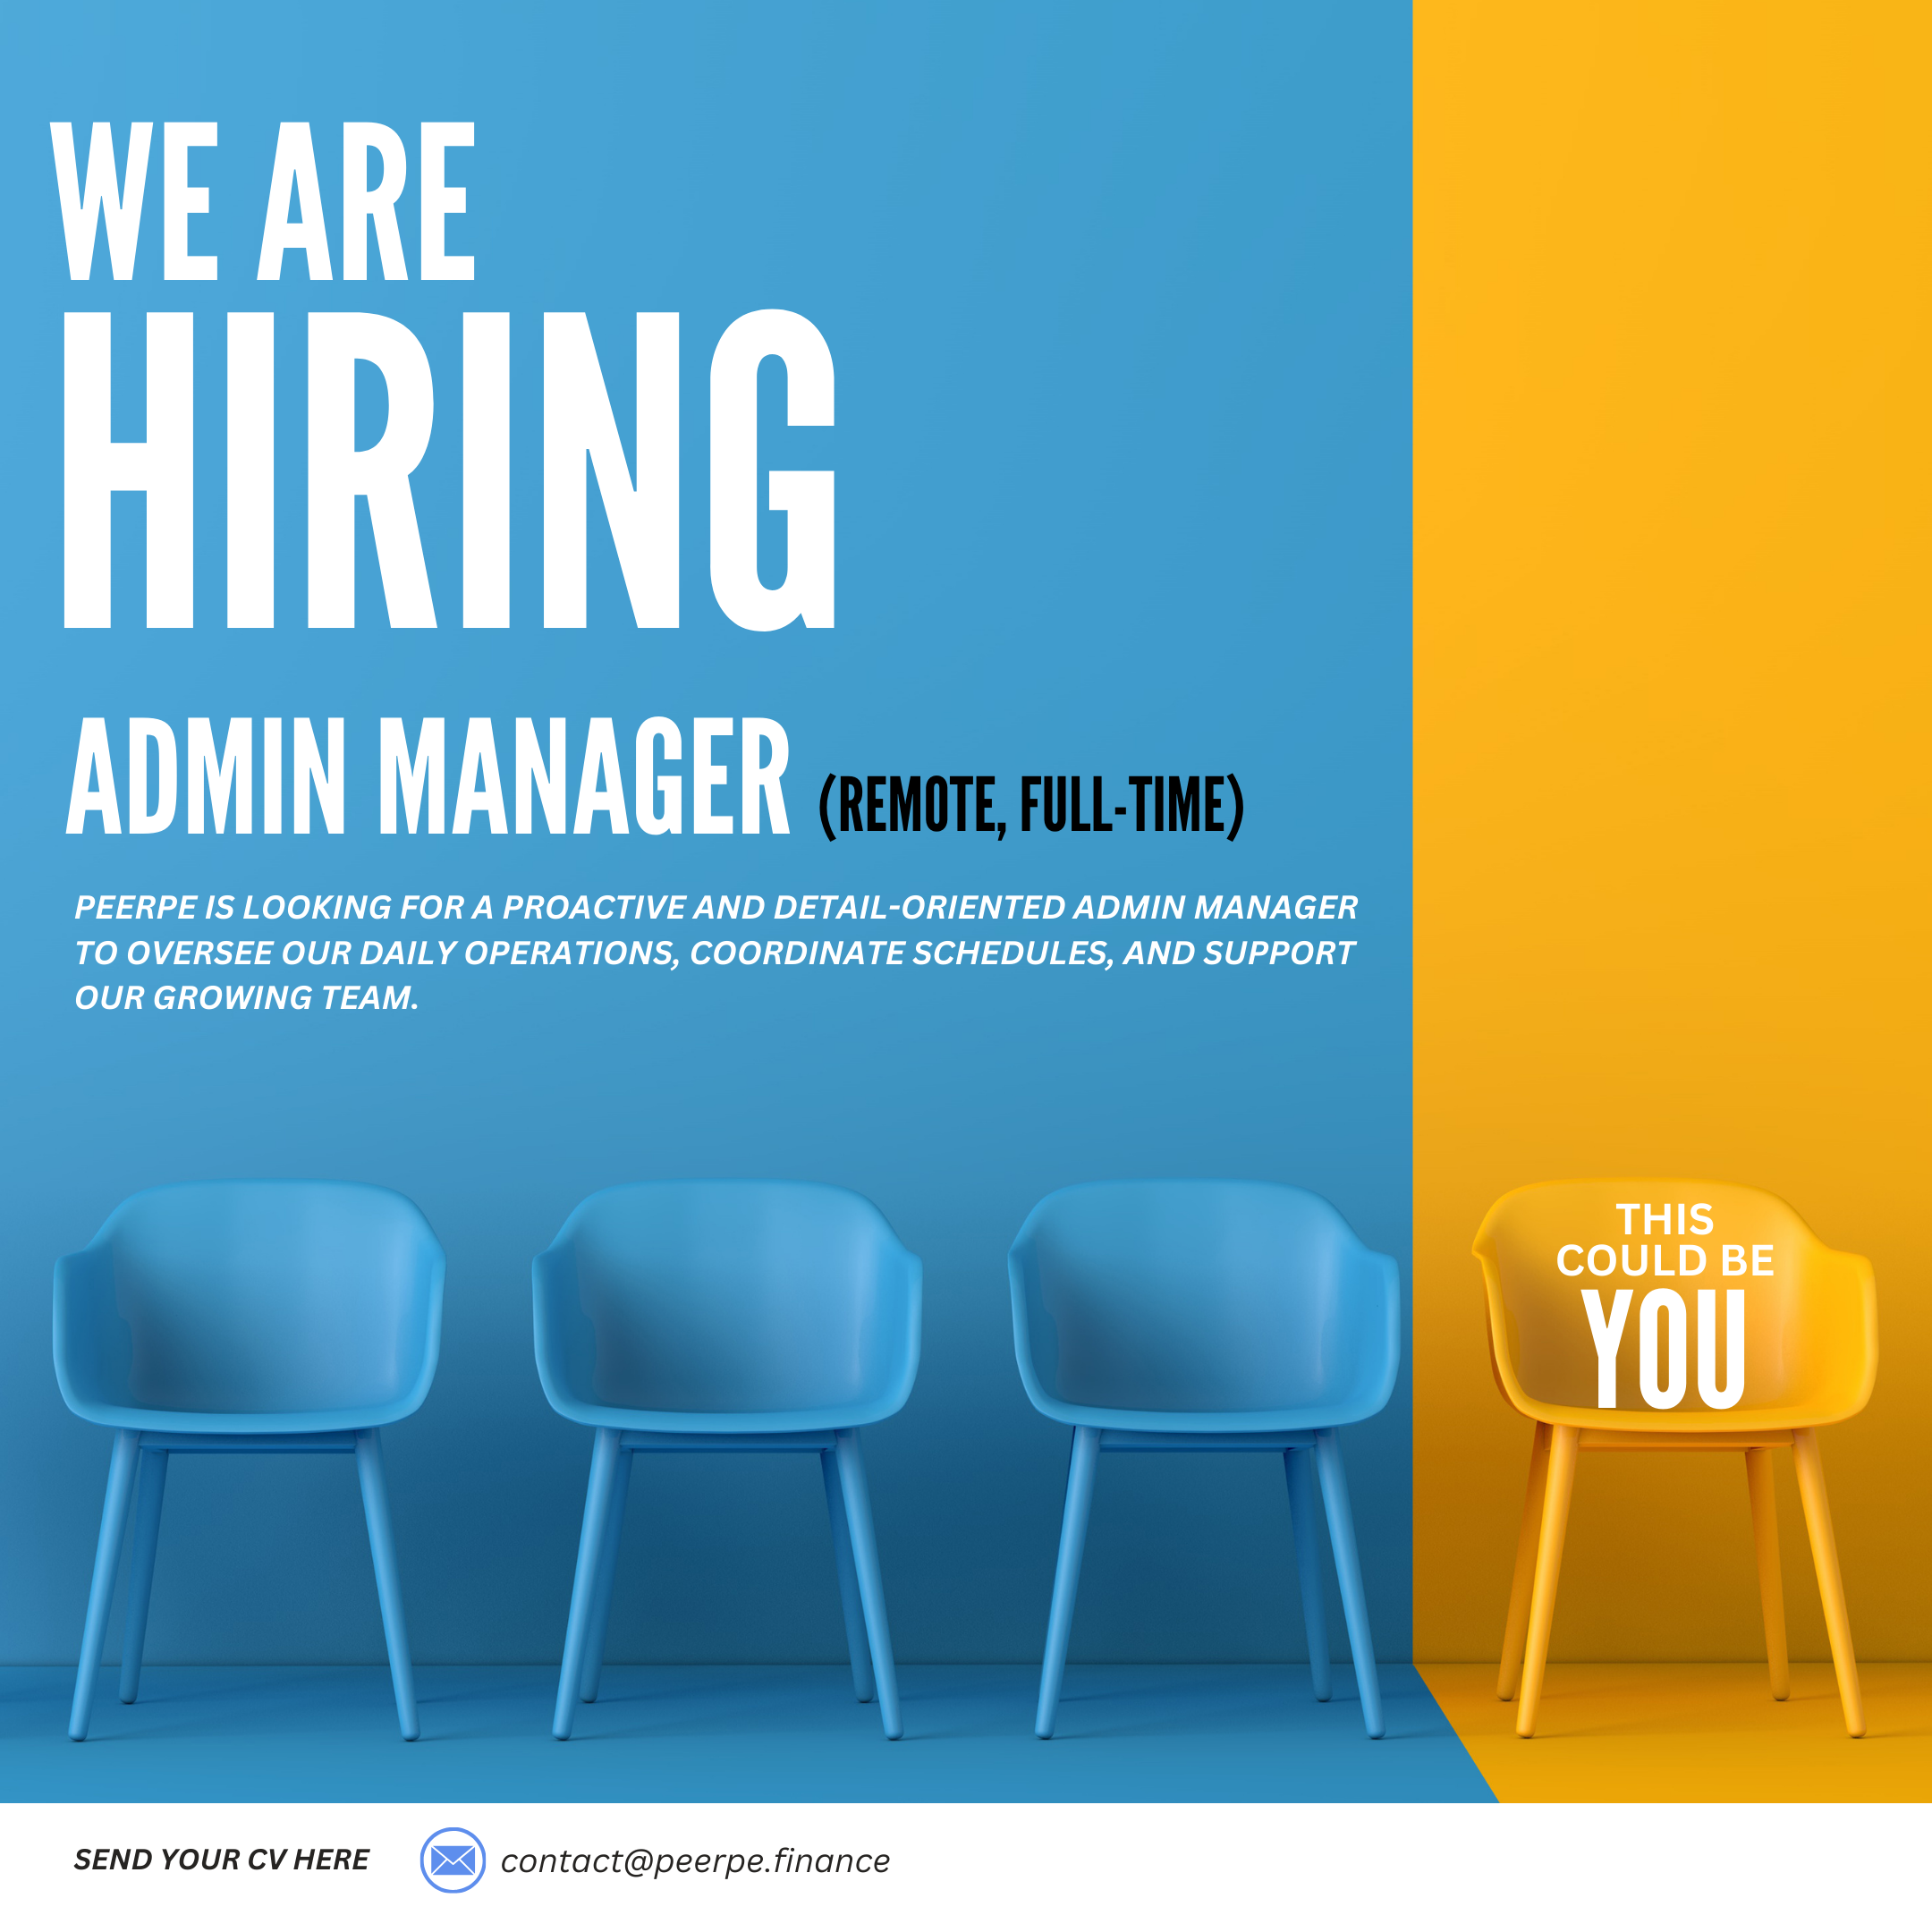 WE ARE
HIRING
ADMIN MANAGER (REMOTE, FULL-TIME)
PEERPE IS LOOKING FOR A PROACTIVE AND DETAIL-ORIENTED ADMIN MANAGER
TO OVERSEE OUR DAILY OPERATIONS, COORDINATE SCHEDULES, AND SUPPORT
OUR GROWING TEAM.
THIS
COULD BE
YOU
SEND YOUR CV HERE contact@peerpe.finance